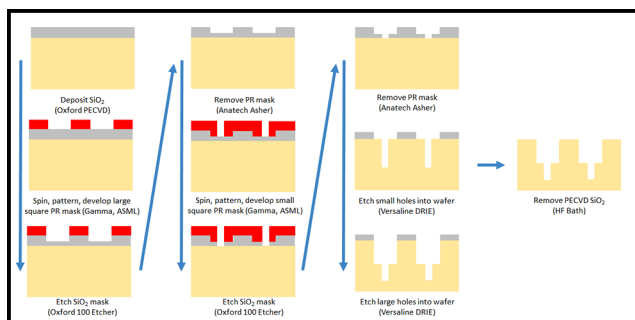 Deposit SiO₂
(Oxford PECVD)
Spin, pattern, develop large
square PR mask (Gamma, ASML)
Etch SiO₂ mask
(Oxford 100 Etcher)
Remove PR mask
(Anatech Asher)
Spin, pattern, develop small
square PR mask (Gamma, ASML)
Etch SiO₂ mask
(Oxford 100 Etcher)
Remove PR mask
(Anatech Asher)
Etch small holes into wafer
(Versaline DRIE)
Etch large holes into wafer
(Versaline DRIE)
Remove PECVD SiO₂
(HF Bath)